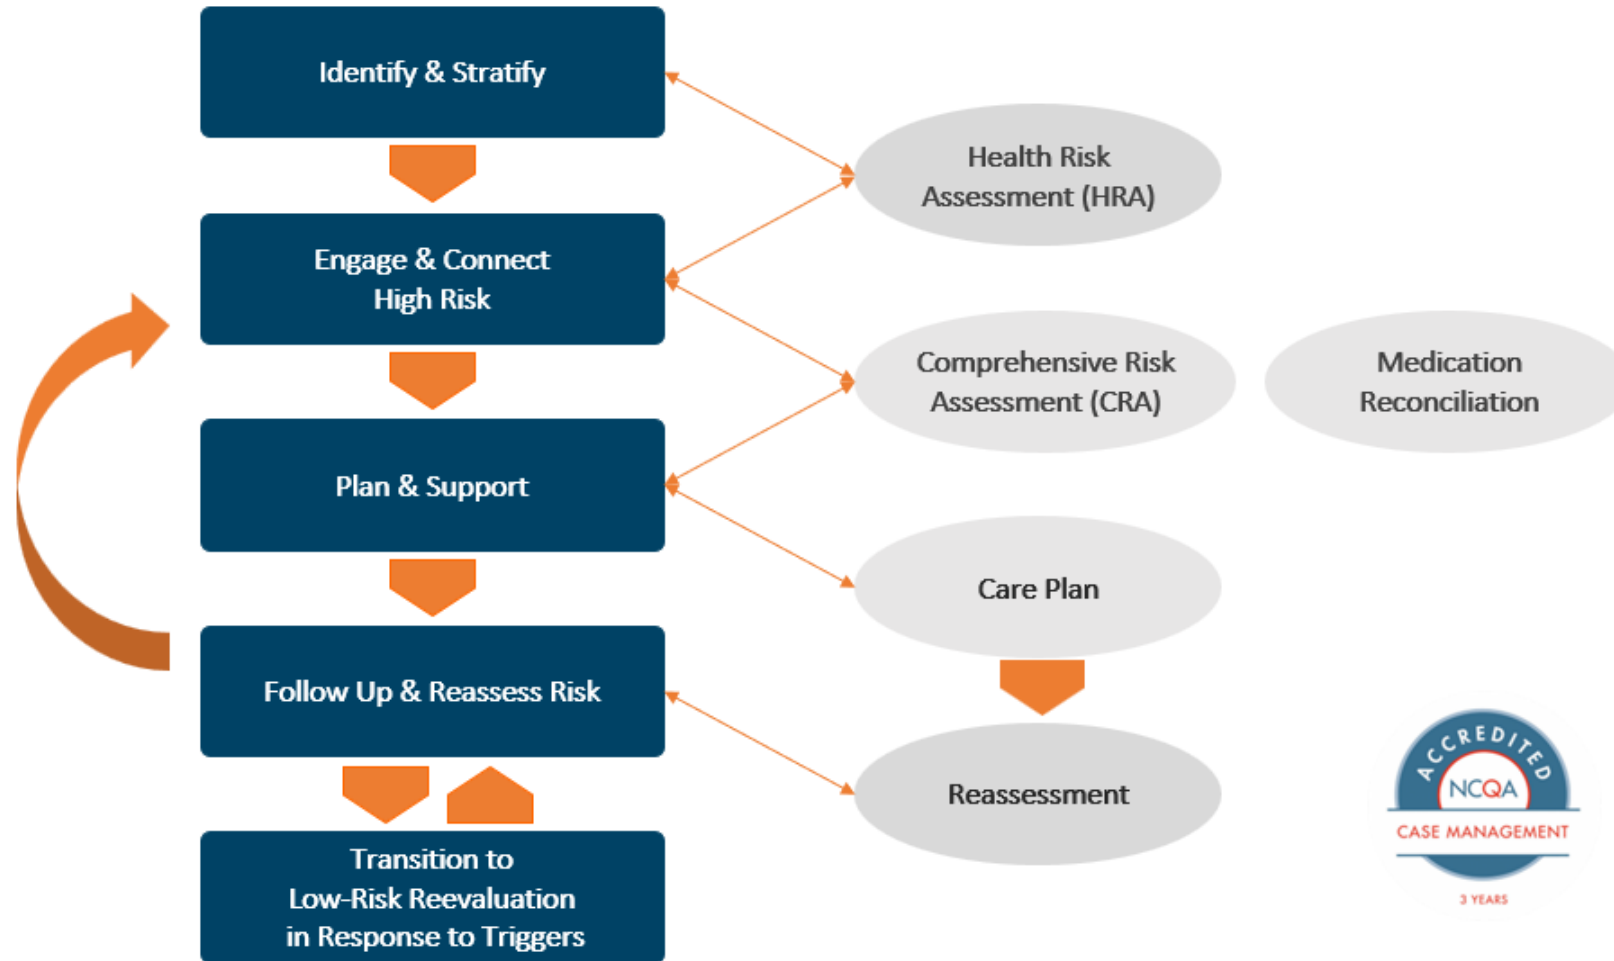 Identify & Stratify
Health Risk
Assessment (HRA)
Engage & Connect
High Risk
Comprehensive Risk
Assessment (CRA)
Medication
Reconciliation
Plan & Support
Care Plan
Follow Up & Reassess Risk
Reassessment
Transition to
Low-Risk Reevaluation
in Response to Triggers
ACCREDITED
NCQA
CASE MANAGEMENT
3 YEARS